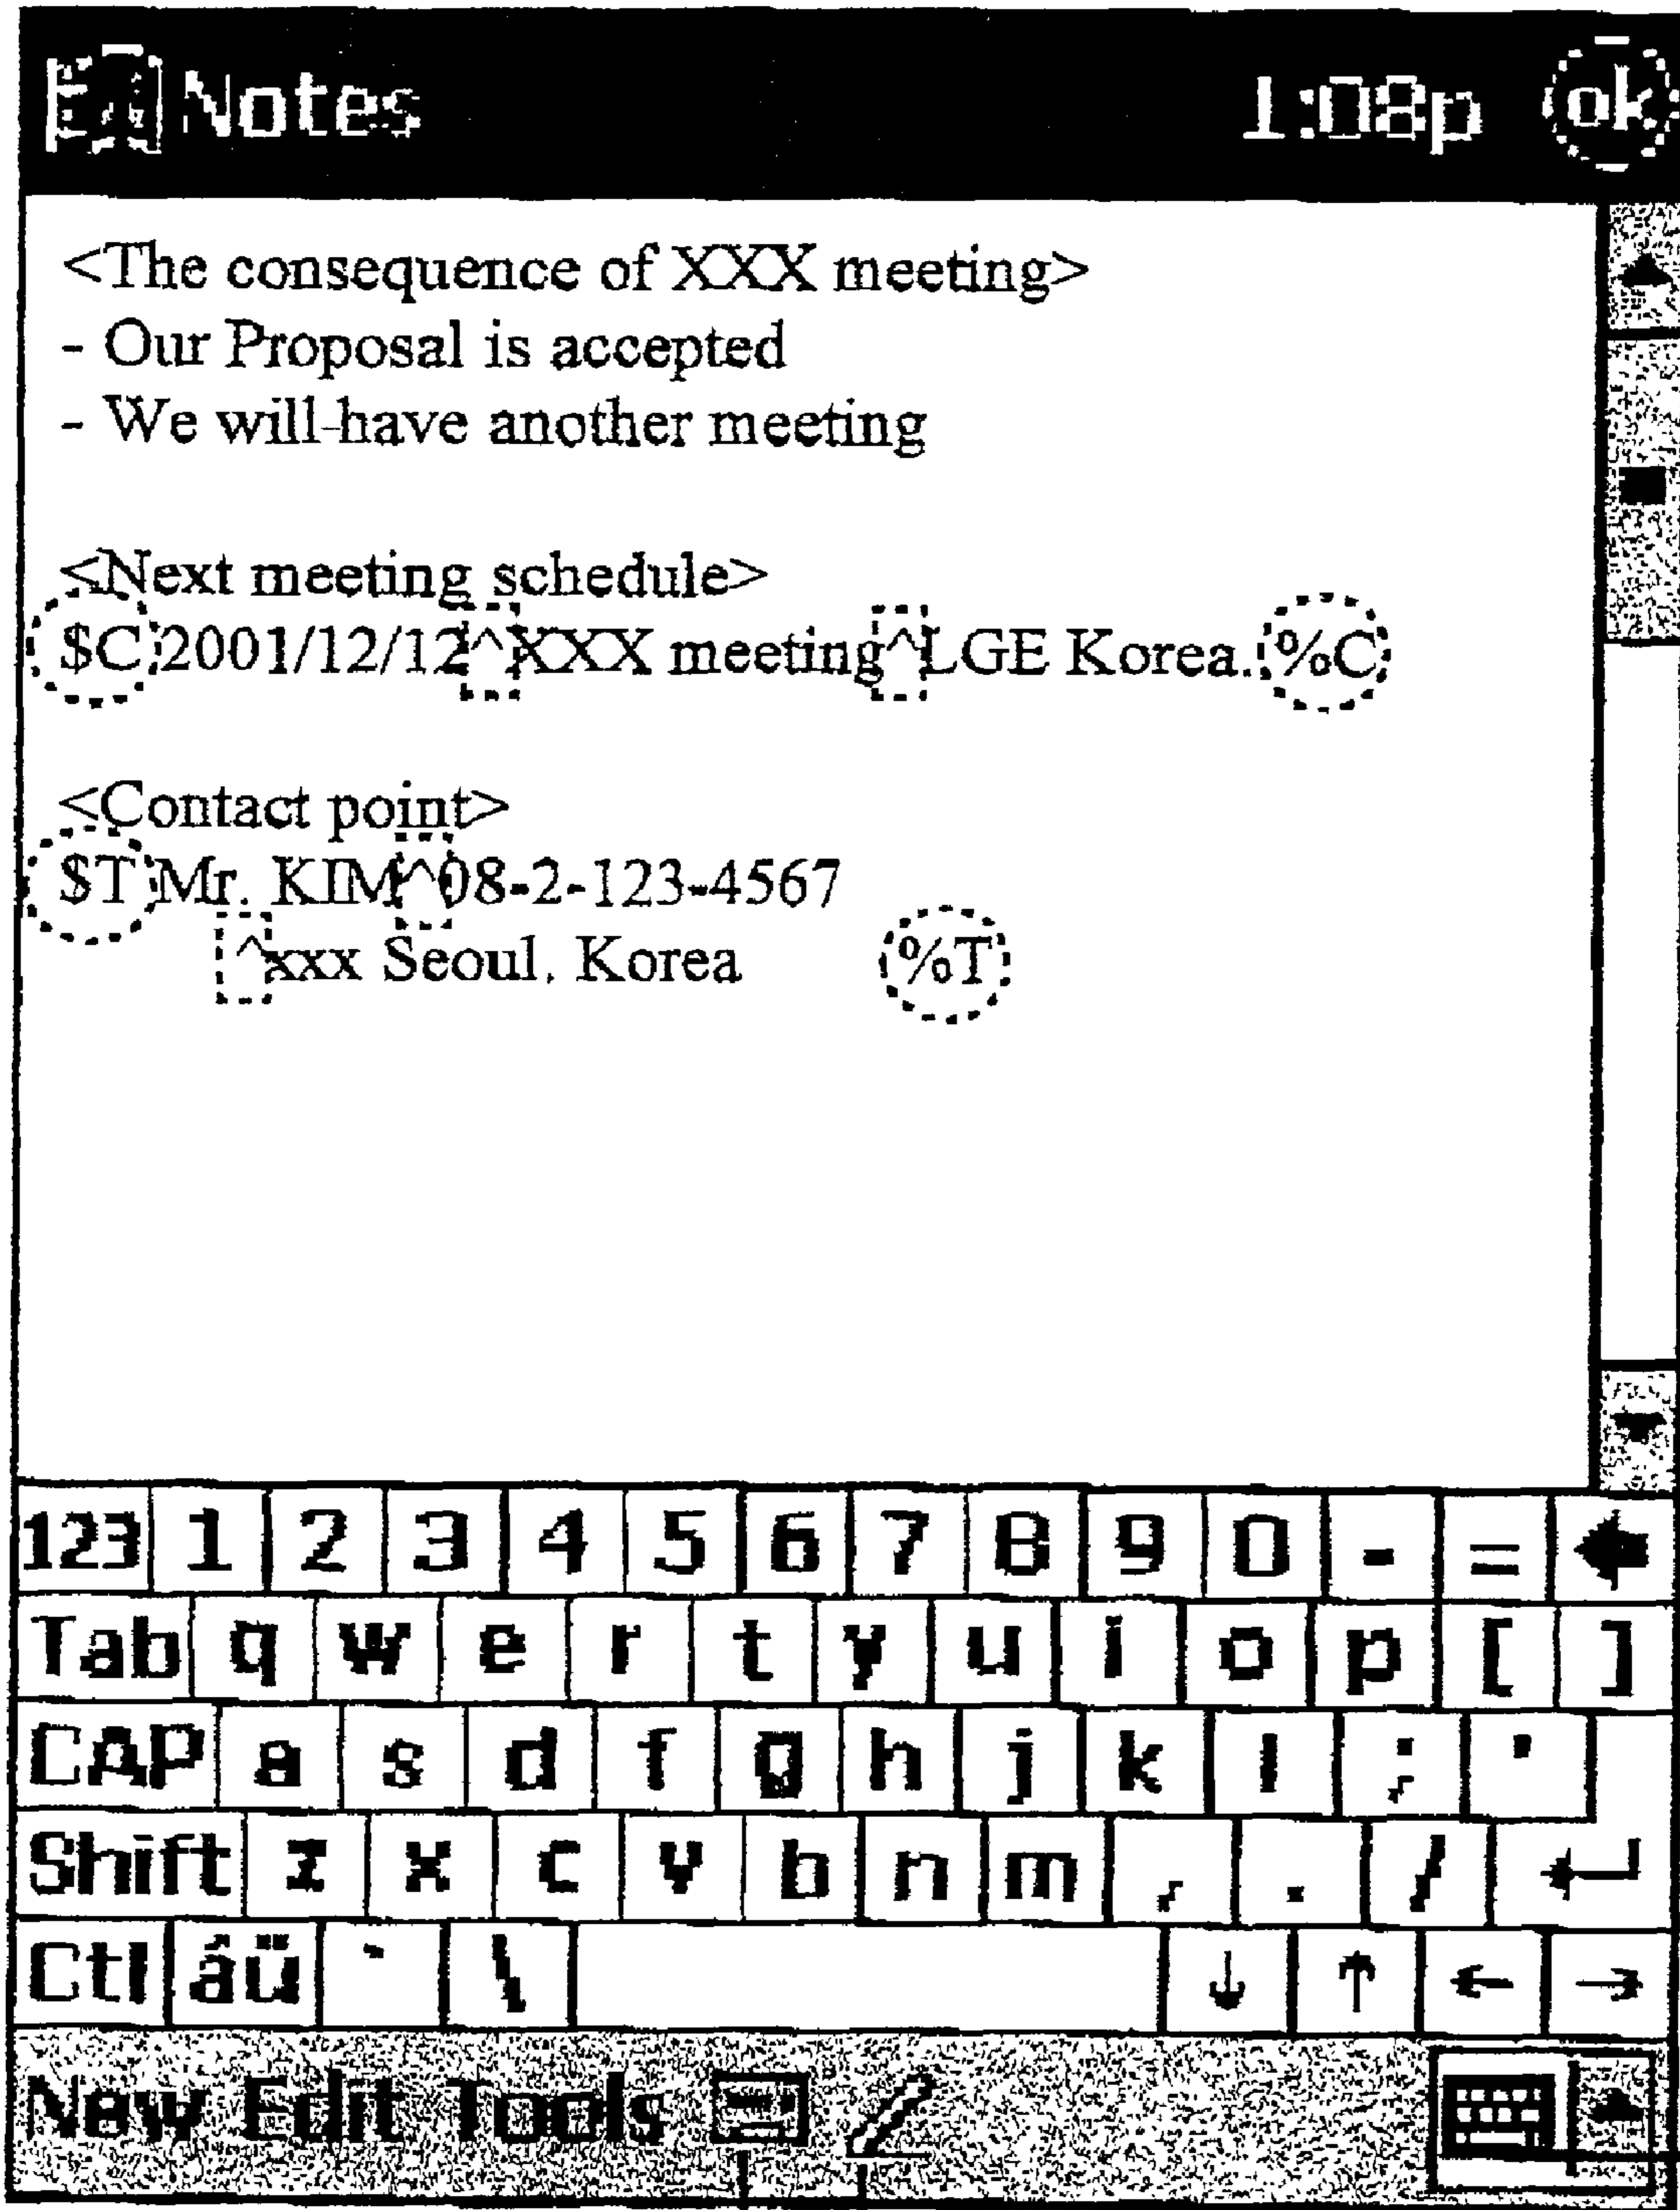 Notes 1:08p ok
<The consequence of XXX meeting>
- Our Proposal is accepted
- We will have another meeting
<Next meeting schedule>
$C 2001/12/12^XXX meeting^LGE Korea. %C
<Contact point>
$T Mr. KIM^08-2-123-4567
^xxx Seoul. Korea %T
123 1 2 3 4 5 6 7 8 9 0 - = ←
Tab q w e r t y u i o p [ ]
CAP a s d f g h j k l ; '
Shift z x c v b n m , . / ↵
Ctl áü ` \ ↓ ↑ ← →
New Edit Tools